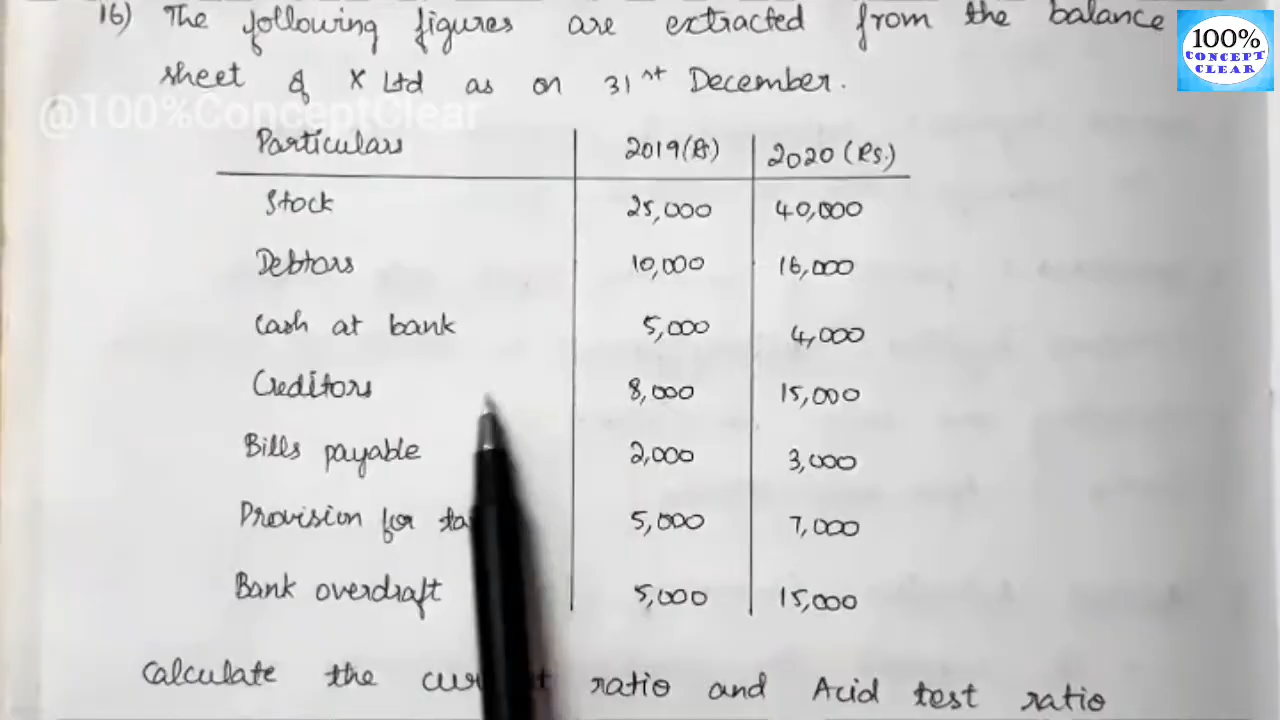 16) The following figures are extracted from the balance
sheet of X Ltd as on 31st December.
100%
CONCEPT
CLEAR
@100%ConceptClear
Particulars 2019(Rs) 2020 (Rs.)
Stock 25,000 40,000
Debtors 10,000 16,000
Cash at bank 5,000 4,000
Creditors 8,000 15,000
Bills payable 2,000 3,000
Provision for 5,000 7,000
Bank overdraft 5,000 15,000
Calculate the ratio and Acid test ratio